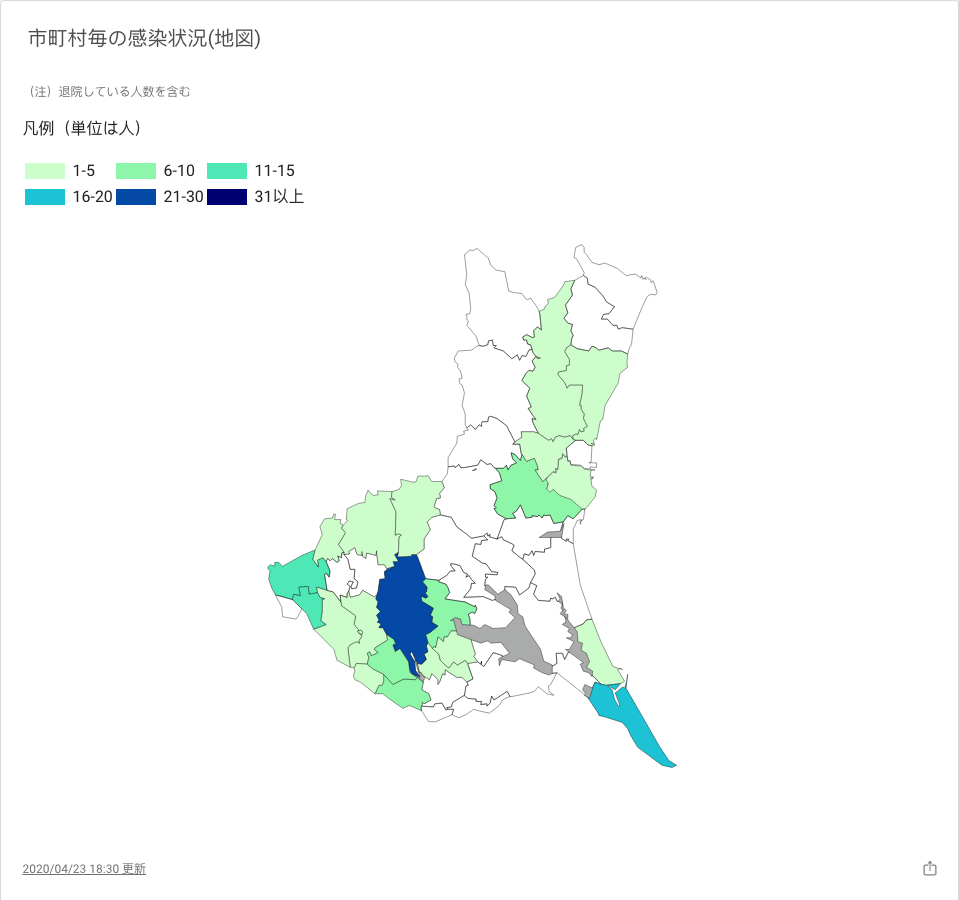 市町村毎の感染状況(地図)
（注）退院している人数を含む
凡例（単位は人）
1-5 6-10 11-15
16-20 21-30 31以上
2020/04/23 18:30 更新